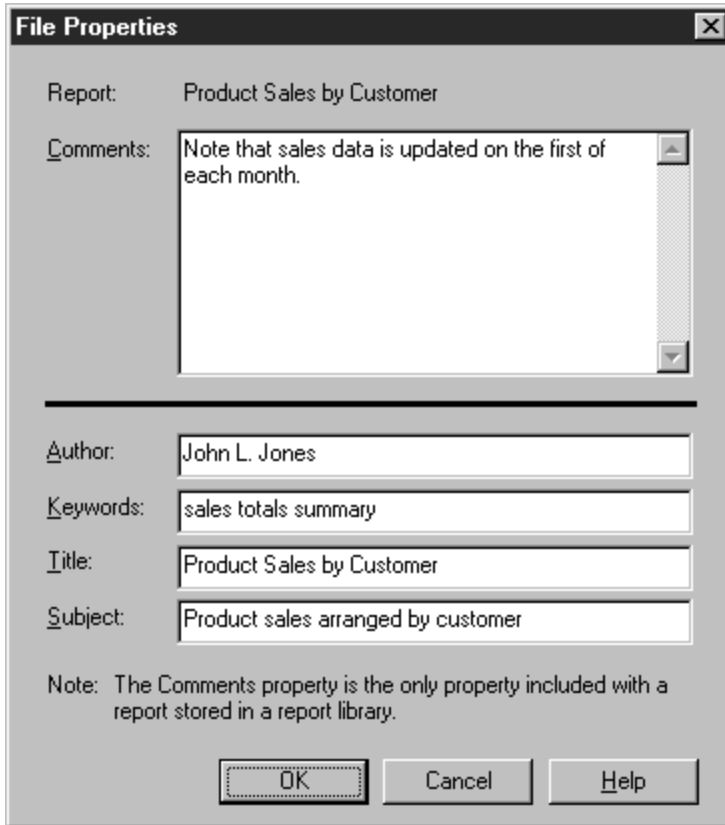 File Properties
Report: Product Sales by Customer
Comments: Note that sales data is updated on the first of
each month.
Author: John L. Jones
Keywords: sales totals summary
Title: Product Sales by Customer
Subject: Product sales arranged by customer
Note: The Comments property is the only property included with a
report stored in a report library.
OK Cancel Help